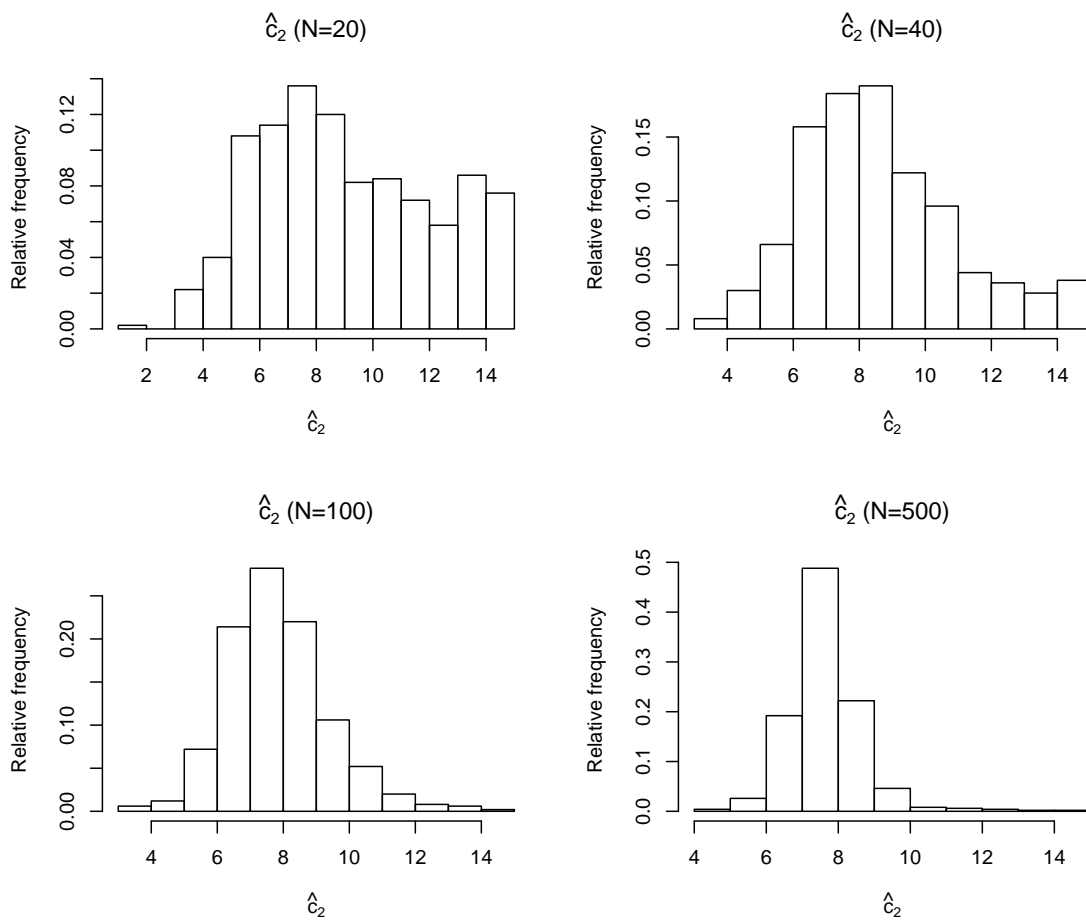 ĉ₂ (N=20)
Relative frequency
0.00 0.04 0.08 0.12
2 4 6 8 10 12 14
ĉ₂
ĉ₂ (N=40)
Relative frequency
0.00 0.05 0.10 0.15
4 6 8 10 12 14
ĉ₂
ĉ₂ (N=100)
Relative frequency
0.00 0.10 0.20
4 6 8 10 12 14
ĉ₂
ĉ₂ (N=500)
Relative frequency
0.0 0.1 0.2 0.3 0.4 0.5
4 6 8 10 12 14
ĉ₂